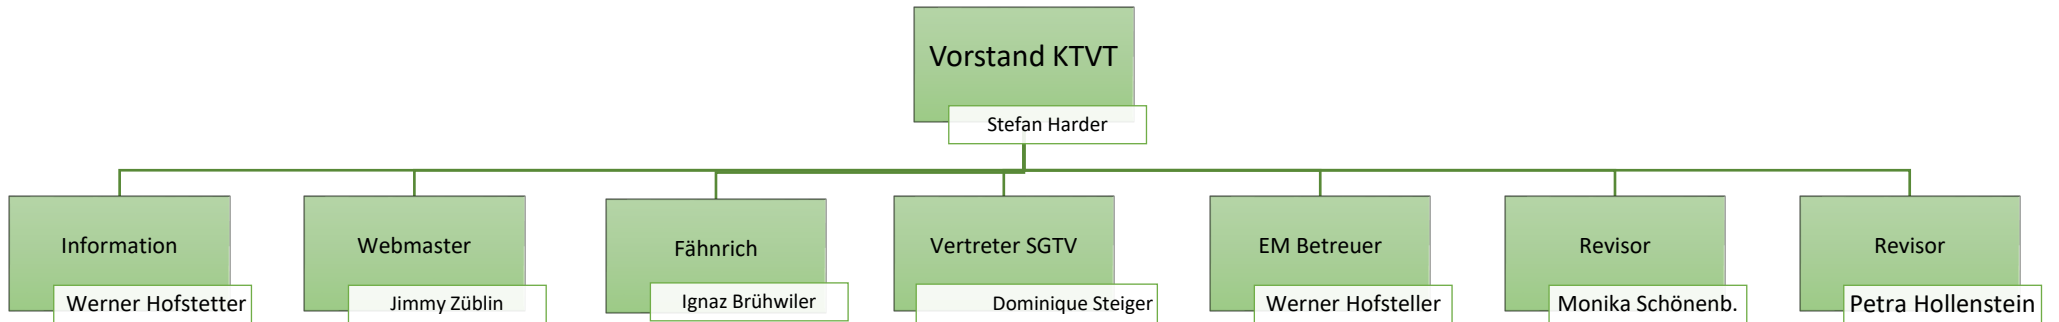 Vorstand KTVT
Stefan Harder
Information
Werner Hofstetter
Webmaster
Jimmy Züblin
Fähnrich
Ignaz Brühwiler
Vertreter SGTV
Dominique Steiger
EM Betreuer
Werner Hofsteller
Revisor
Monika Schönenb.
Revisor
Petra Hollenstein